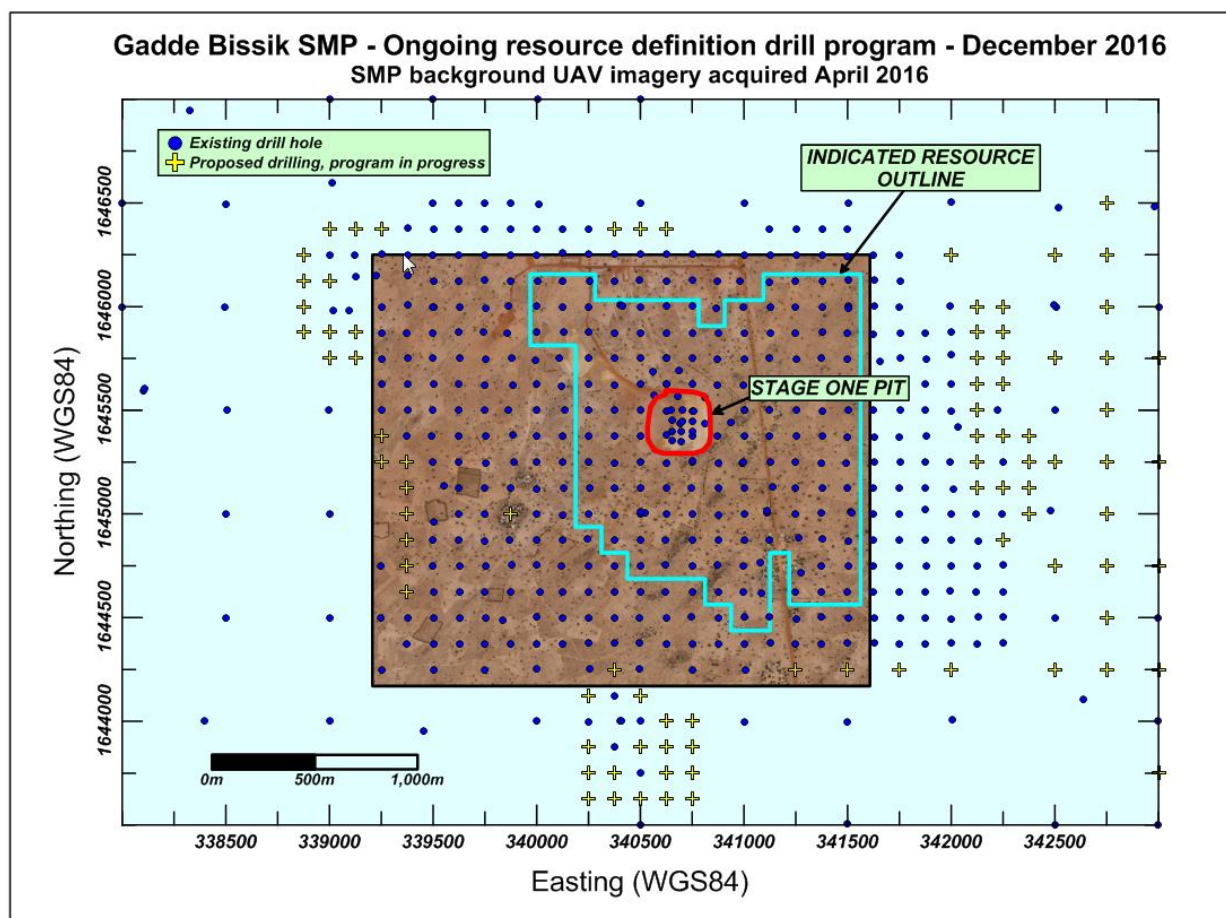 Gadde Bissik SMP - Ongoing resource definition drill program - December 2016
SMP background UAV imagery acquired April 2016
Existing drill hole
Proposed drilling, program in progress
INDICATED RESOURCE
OUTLINE
STAGE ONE PIT
Northing (WGS84)
1646500
1646000
1645500
1645000
1644500
1644000
0m
500m
1,000m
338500
339000
339500
340000
340500
341000
341500
342000
342500
Easting (WGS84)